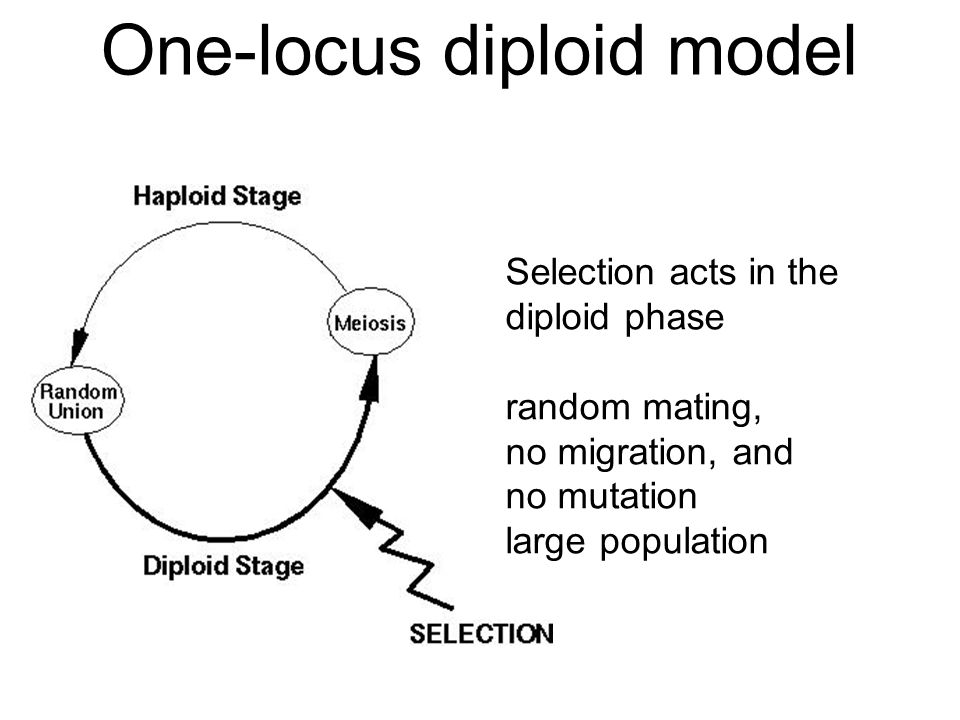 One-locus diploid model
Haploid Stage
Meiosis
Random
Union
Diploid Stage
SELECTION
Selection acts in the
diploid phase
random mating,
no migration, and
no mutation
large population